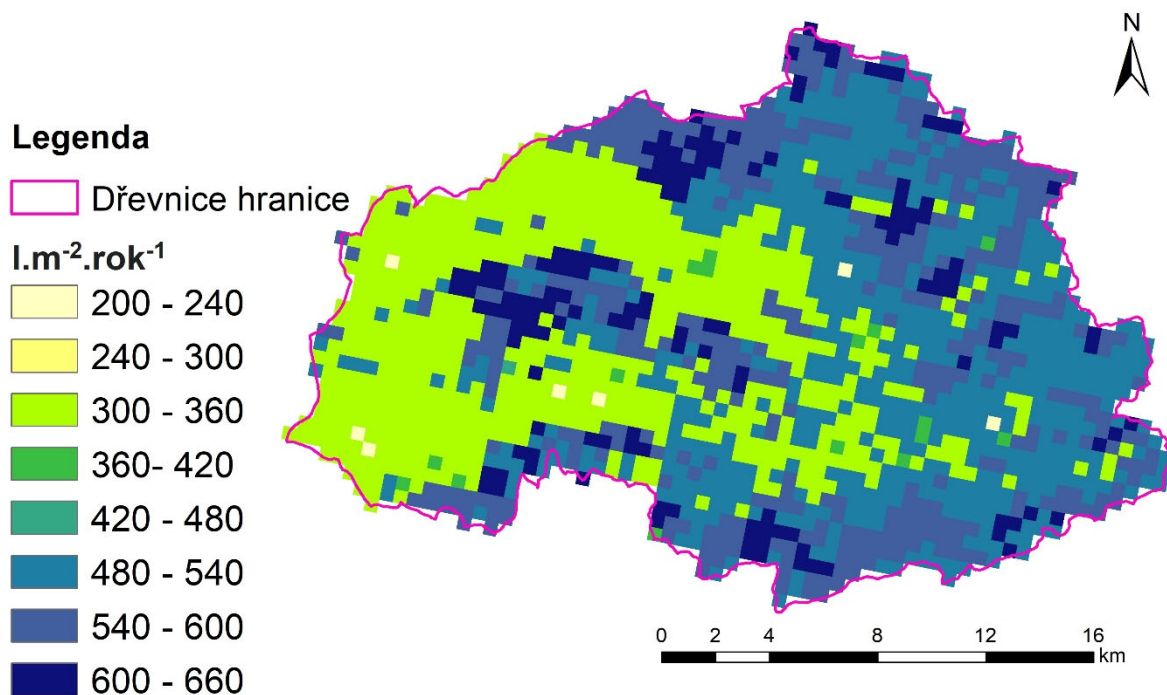 N
Legenda
Dřevnice hranice
l.m-2.rok-1
200 - 240
240 - 300
300 - 360
360- 420
420 - 480
480 - 540
540 - 600
600 - 660
0 2 4 8 12 16
km